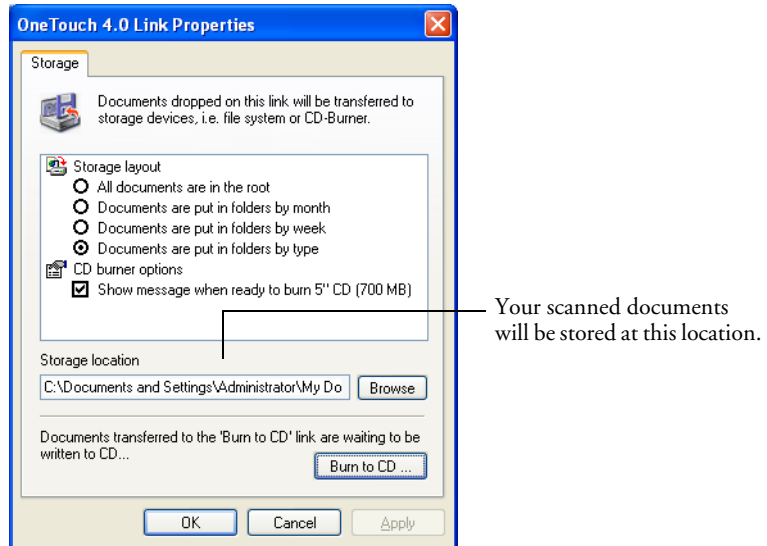 OneTouch 4.0 Link Properties
Storage
Documents dropped on this link will be transferred to
storage devices, i.e. file system or CD-Burner.
Storage layout
All documents are in the root
Documents are put in folders by month
Documents are put in folders by week
Documents are put in folders by type
CD burner options
Show message when ready to burn 5" CD (700 MB)
Your scanned documents
will be stored at this location.
Storage location
C:\Documents and Settings\Administrator\My Do
Browse
Documents transferred to the 'Burn to CD' link are waiting to be
written to CD...
Burn to CD ...
OK
Cancel
Apply